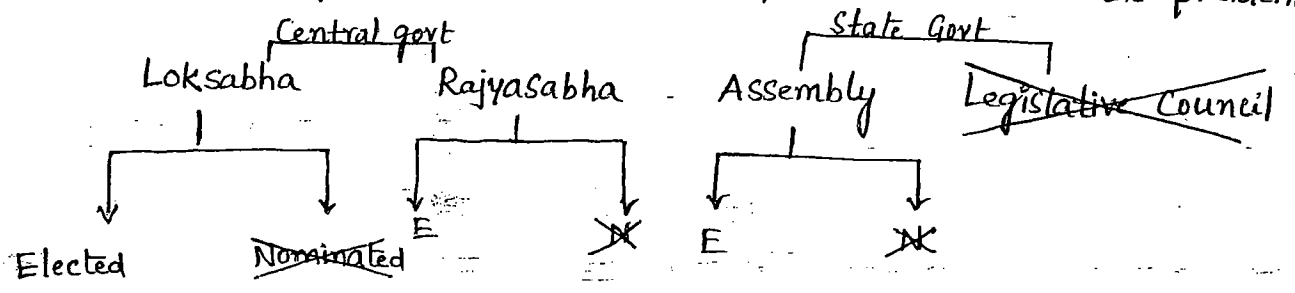 Central govt State Govt
Loksabha Rajyasabha - Assembly Legislative Council
Elected Nominated E N E N